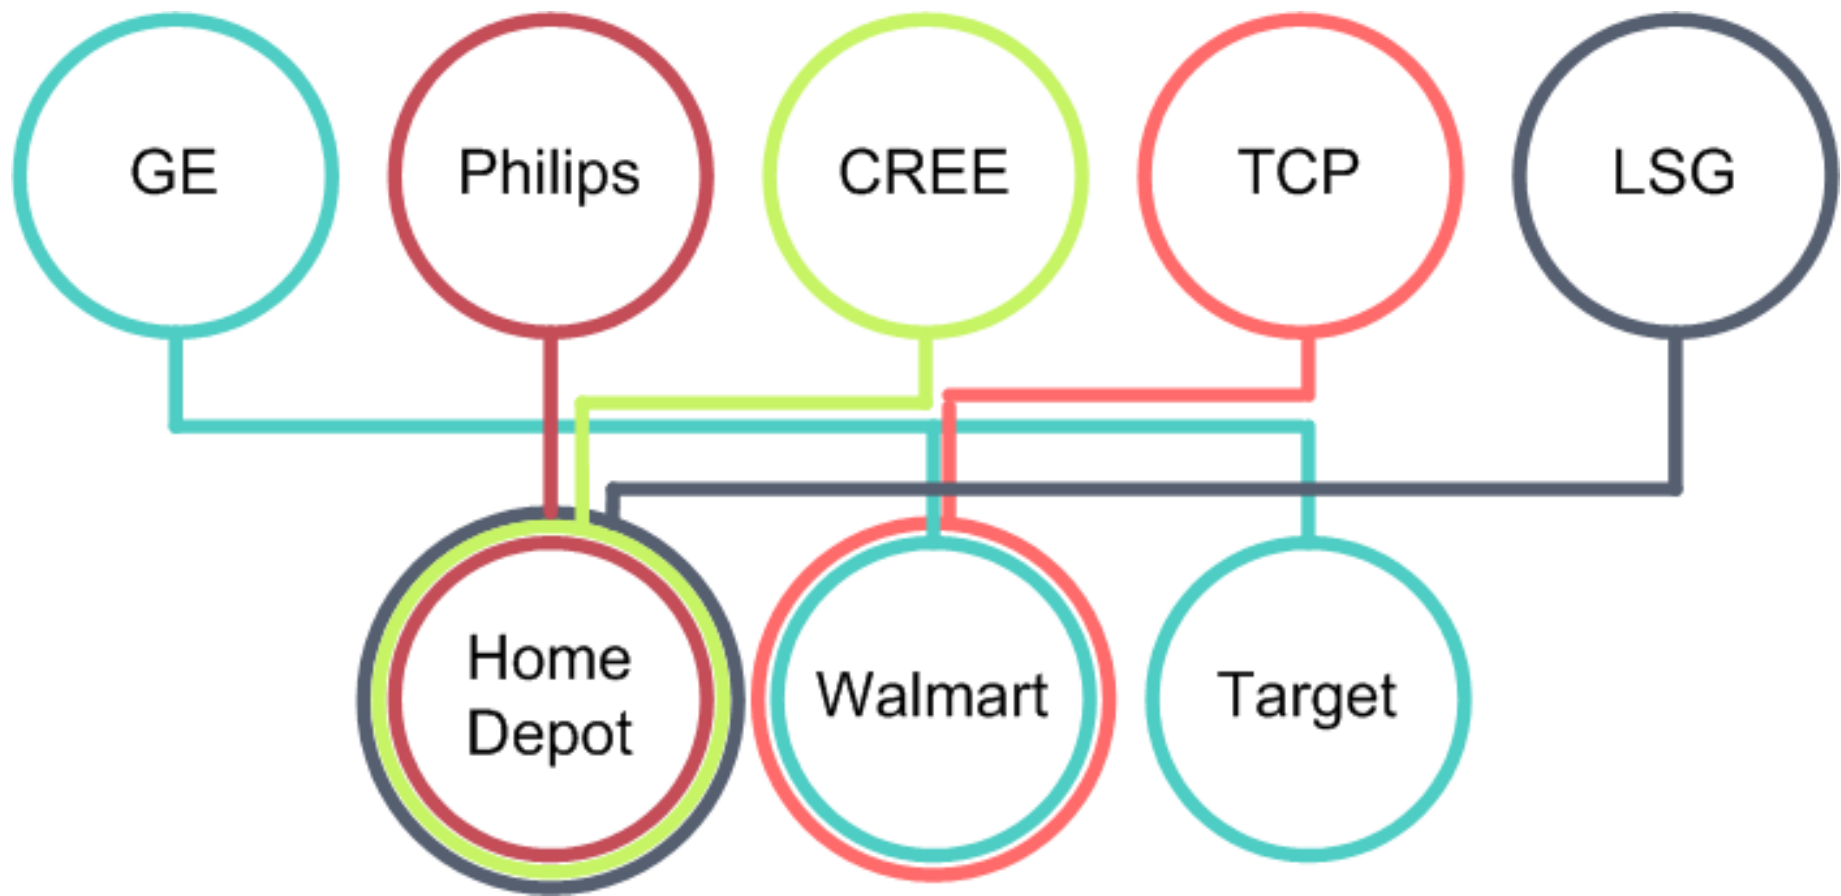 GE
Philips
CREE
TCP
LSG
Home
Depot
Walmart
Target